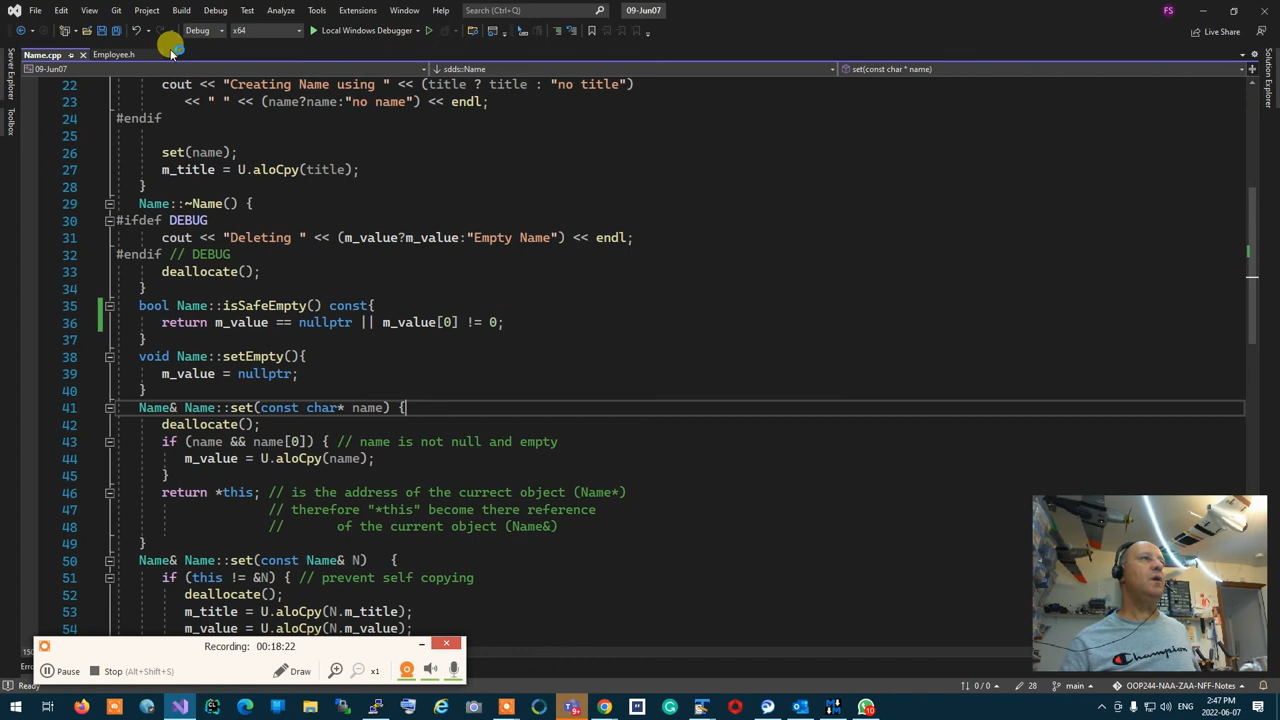 File Edit View Git Project Build Debug Test Analyze Tools Extensions Window Help Search (Ctrl+Q) 09-Jun07 FS
Debug x64 Local Windows Debugger Live Share
Name.cpp Employee.h
09-Jun07 sdds::Name set(const char * name)
Server Explorer
Toolbox
Solution Explorer
22 cout << "Creating Name using " << (title ? title : "no title")
23 << " " << (name?name:"no name") << endl;
24 #endif
25
26 set(name);
27 m_title = U.aloCpy(title);
28 }
29 Name::~Name() {
30 #ifdef DEBUG
31 cout << "Deleting " << (m_value?m_value:"Empty Name") << endl;
32 #endif // DEBUG
33 deallocate();
34 }
35 bool Name::isSafeEmpty() const{
36 return m_value == nullptr || m_value[0] != 0;
37 }
38 void Name::setEmpty(){
39 m_value = nullptr;
40 }
41 Name& Name::set(const char* name) {
42 deallocate();
43 if (name && name[0]) { // name is not null and empty
44 m_value = U.aloCpy(name);
45 }
46 return *this; // is the address of the currect object (Name*)
47 // therefore "*this" become there reference
48 // of the current object (Name&)
49 }
50 Name& Name::set(const Name& N) {
51 if (this != &N) { // prevent self copying
52 deallocate();
53 m_title = U.aloCpy(N.m_title);
54 m_value = U.aloCpy(N.m_value);
Recording: 00:18:22
Pause Stop (Alt+Shift+S) Draw x1
Champion
Ready 0 / 0 28 main OOP244-NAA-ZAA-NFF-Notes
ENG 2:47 PM
2022-06-07